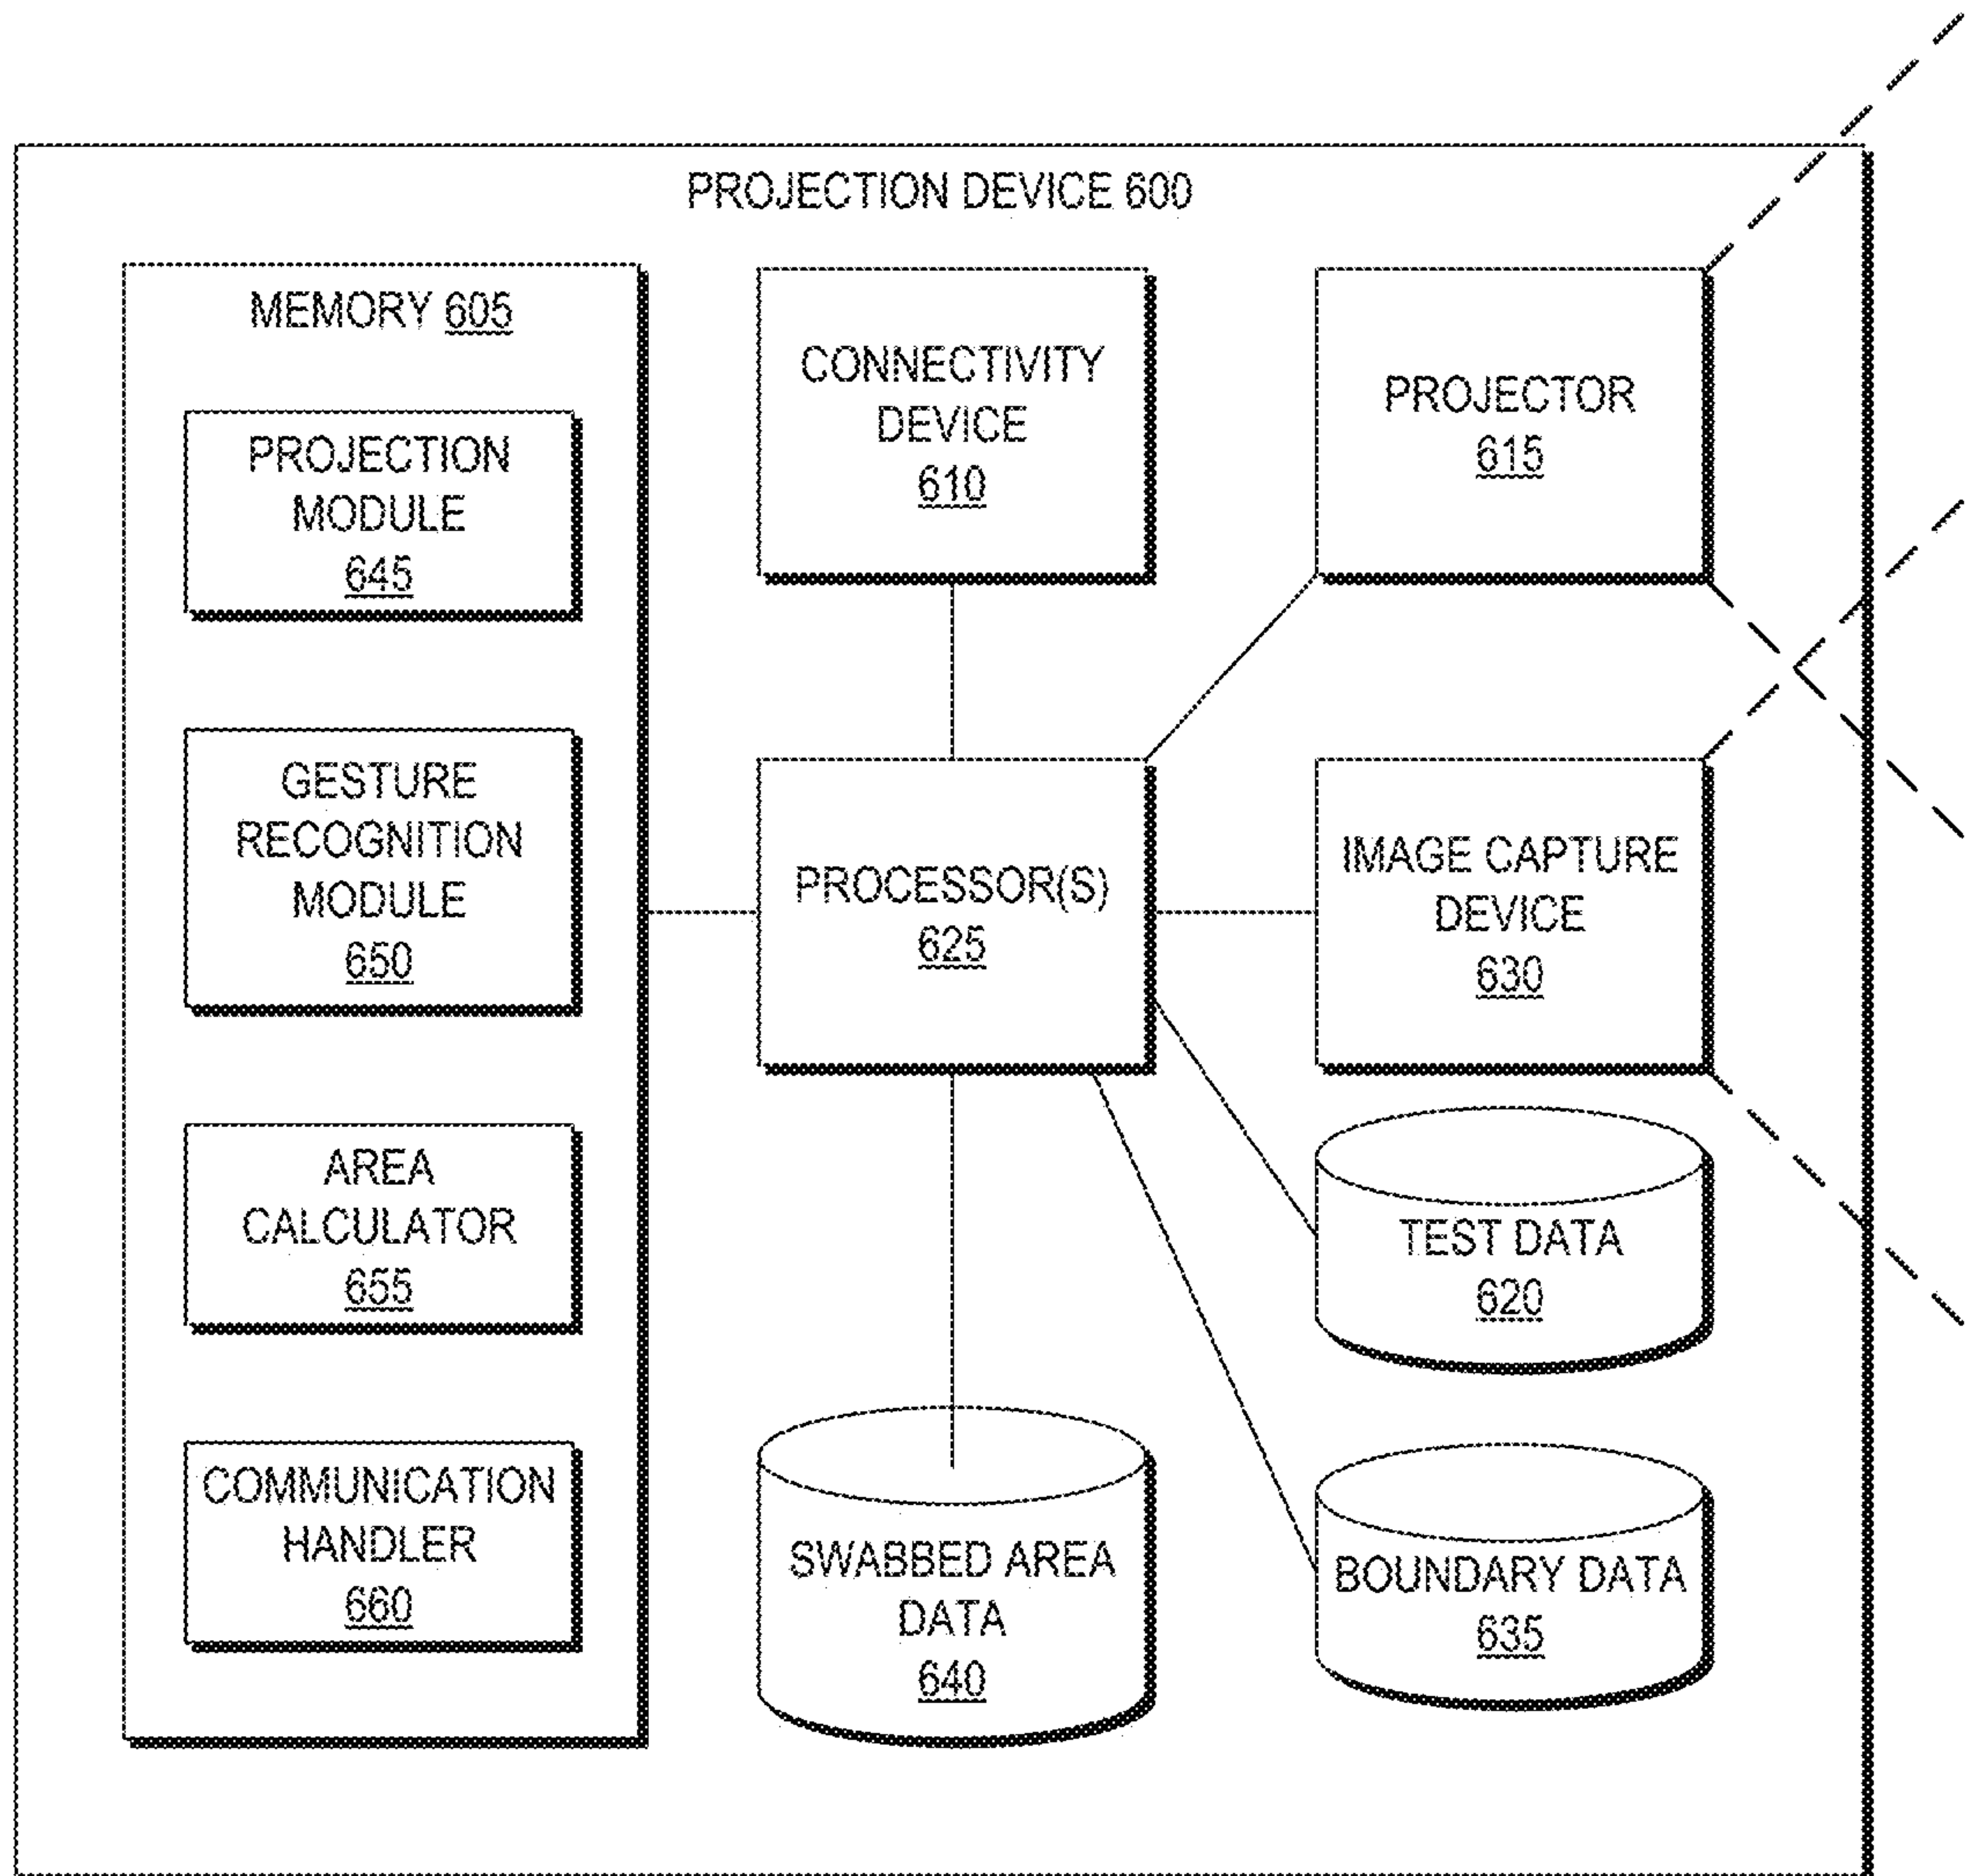 PROJECTION DEVICE 600
MEMORY 605
PROJECTION
MODULE
645
GESTURE
RECOGNITION
MODULE
650
AREA
CALCULATOR
655
COMMUNICATION
HANDLER
660
CONNECTIVITY
DEVICE
610
PROJECTOR
615
PROCESSOR(S)
625
IMAGE CAPTURE
DEVICE
630
TEST DATA
620
SWABBED AREA
DATA
640
BOUNDARY DATA
635